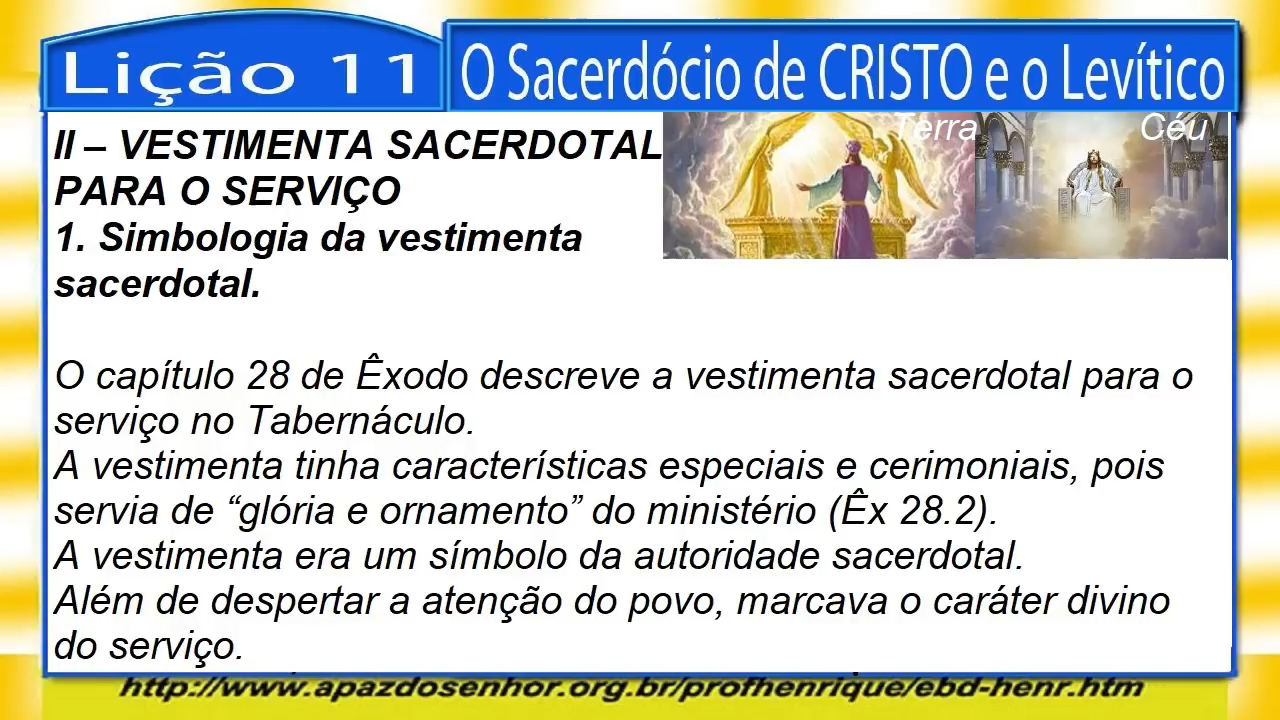 Lição 11
O Sacerdócio de CRISTO e o Levítico
Terra
Céu
II – VESTIMENTA SACERDOTAL
PARA O SERVIÇO
1. Simbologia da vestimenta
sacerdotal.
O capítulo 28 de Êxodo descreve a vestimenta sacerdotal para o
serviço no Tabernáculo.
A vestimenta tinha características especiais e cerimoniais, pois
servia de “glória e ornamento” do ministério (Êx 28.2).
A vestimenta era um símbolo da autoridade sacerdotal.
Além de despertar a atenção do povo, marcava o caráter divino
do serviço.
http://www.apazdosenhor.org.br/profhenrique/ebd-henr.htm